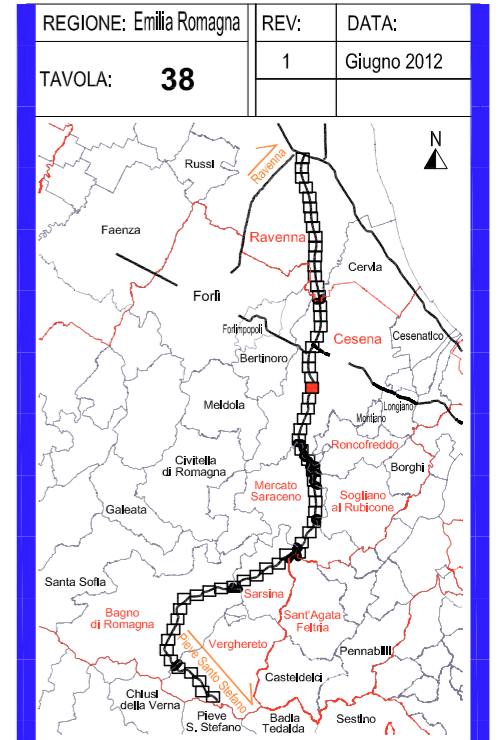 REGIONE: Emilia Romagna
REV:
DATA:
TAVOLA: 38
1
Giugno 2012
N
Russi
Ravenna
Faenza
Ravenna
Cervia
Forlì
Forlimpopoli
Cesena
Cesenatico
Bertinoro
Meldola
Longiano
Montiano
Roncofreddo
Civitella
di Romagna
Borghi
Mercato
Saraceno
Sogliano
al Rubicone
Galeata
Santa Sofia
Sarsina
Bagno
di Romagna
Sant'Agata
Feltria
Verghereto
Pieve Santo Stefano
Pennabilli
Casteldelci
Chiusi
della Verna
Pieve
S. Stefano
Badia
Tedalda
Sestino